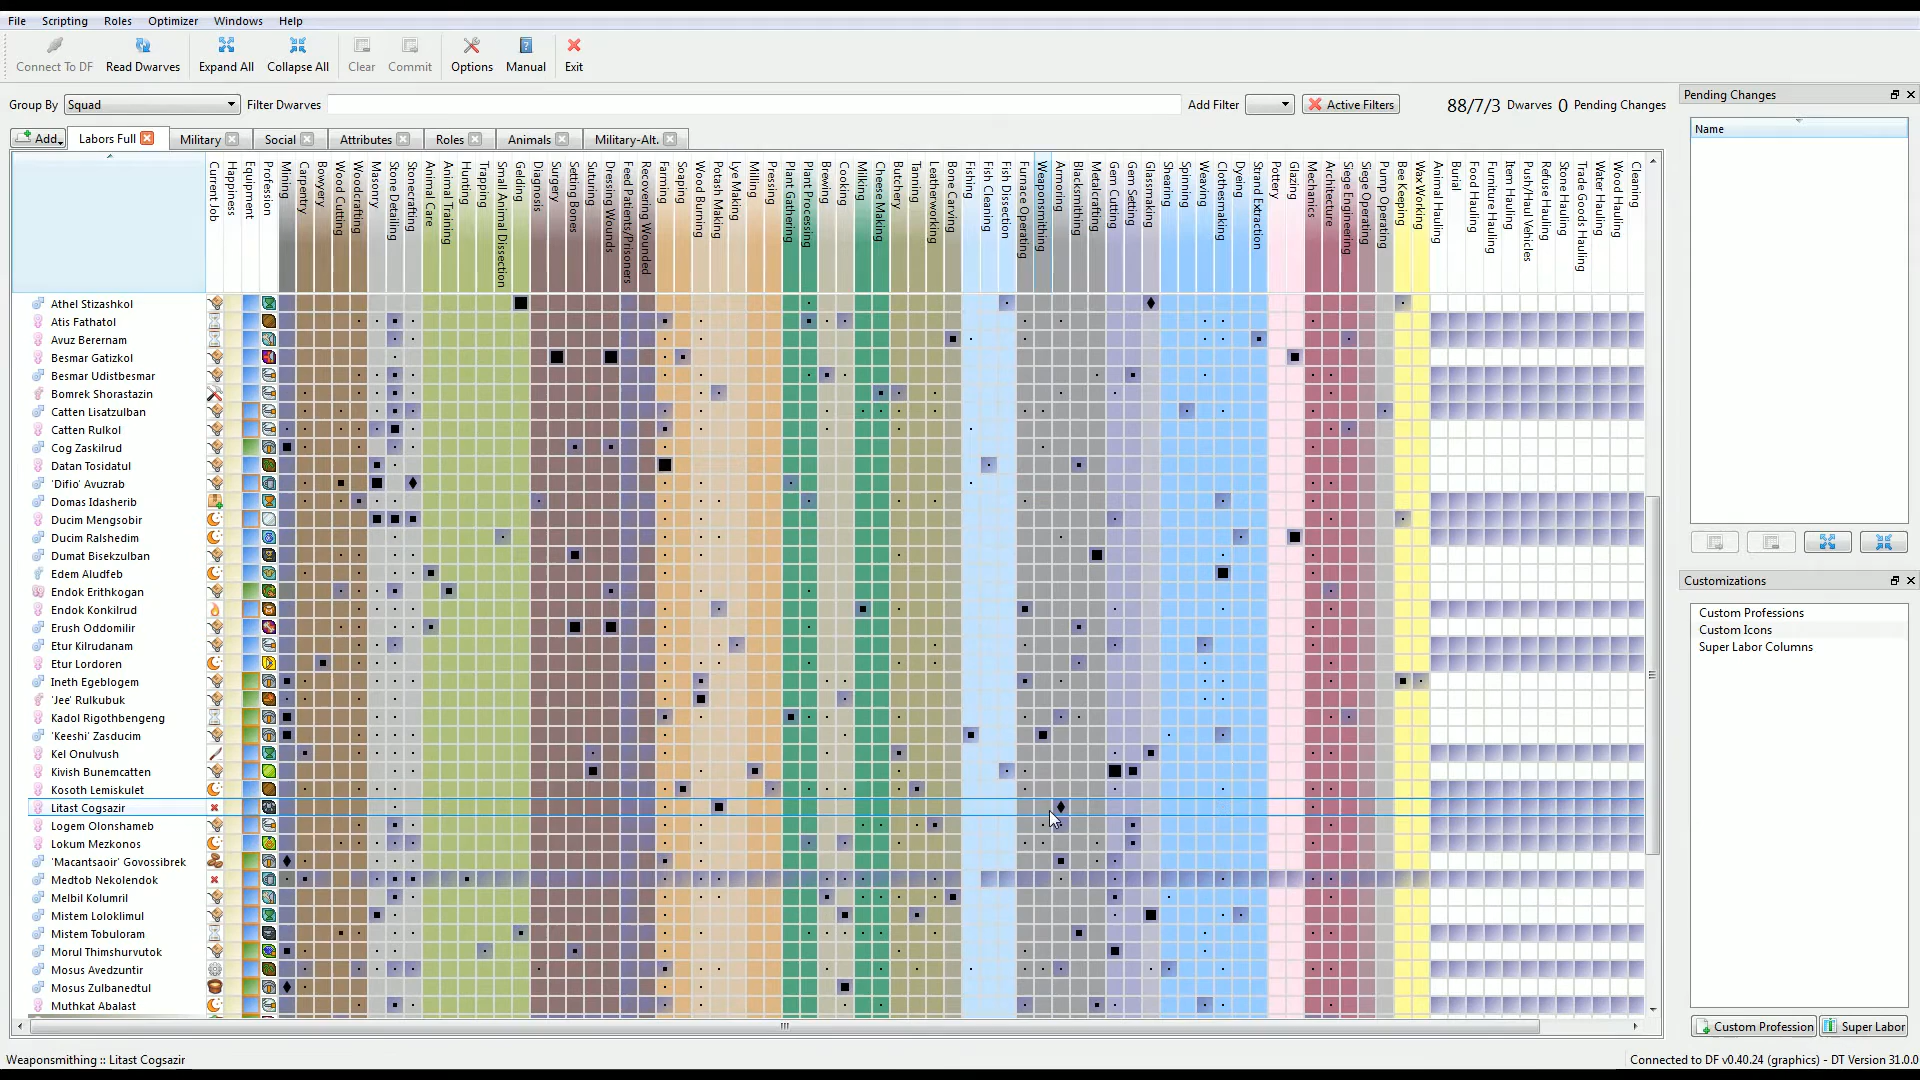 File Scripting Roles Optimizer Windows Help
Connect To DF Read Dwarves Expand All Collapse All Clear Commit Options Manual Exit
Group By Squad Filter Dwarves Add Filter Active Filters 88/7/3 Dwarves 0 Pending Changes
Add Labors Full Military Social Attributes Roles Animals Military-Alt.
Current Job
Happiness
Equipment
Profession
Mining
Carpentry
Bowyery
Wood Cutting
Woodcrafting
Masonry
Stone Detailing
Stonecrafting
Animal Care
Animal Training
Hunting
Trapping
Small Animal Dissection
Gelding
Diagnosis
Surgery
Setting Bones
Suturing
Dressing Wounds
Feed Patients/Prisoners
Recovering Wounded
Farming
Soaping
Wood Burning
Potash Making
Lye Making
Milling
Pressing
Plant Gathering
Plant Processing
Brewing
Cooking
Milking
Cheese Making
Butchery
Tanning
Leatherworking
Bone Carving
Fishing
Fish Cleaning
Fish Dissection
Furnace Operating
Weaponsmithing
Armoring
Blacksmithing
Metalcrafting
Gem Cutting
Gem Setting
Glassmaking
Shearing
Spinning
Weaving
Clothesmaking
Dyeing
Strand Extraction
Pottery
Glazing
Mechanics
Architecture
Siege Engineering
Siege Operating
Pump Operating
Bee Keeping
Wax Working
Animal Hauling
Burial
Food Hauling
Furniture Hauling
Item Hauling
Push/Haul Vehicles
Refuse Hauling
Stone Hauling
Trade Goods Hauling
Water Hauling
Wood Hauling
Cleaning
Athel Stizashkol
Atis Fathatol
Avuz Berernam
Besmar Gatizkol
Besmar Udistbesmar
Bomrek Shorastazin
Catten Lisatzulban
Catten Rulkol
Cog Zaskilrud
Datan Tosidatul
'Difio' Avuzrab
Domas Idasherib
Ducim Mengsobir
Ducim Ralshedim
Dumat Bisekzulban
Edem Aludfeb
Endok Erithkogan
Endok Konkilrud
Erush Oddomilir
Etur Kilrudanam
Etur Lordoren
Ineth Egeblogem
'Jee' Rulkubuk
Kadol Rigothbengeng
'Keeshi' Zasducim
Kel Onulvush
Kivish Bunemcatten
Kosoth Lemiskulet
Litast Cogsazir
Logem Olonshameb
Lokum Mezkonos
'Macantsaoir' Govossibrek
Medtob Nekolendok
Melbil Kolumril
Mistem Loloklimul
Mistem Tobuloram
Morul Thimshurvutok
Mosus Avedzuntir
Mosus Zulbanedtul
Muthkat Abalast
Pending Changes
Name
Customizations
Custom Professions
Custom Icons
Super Labor Columns
Custom Profession Super Labor
Weaponsmithing :: Litast Cogsazir
Connected to DF v0.40.24 (graphics) - DT Version 31.0.0